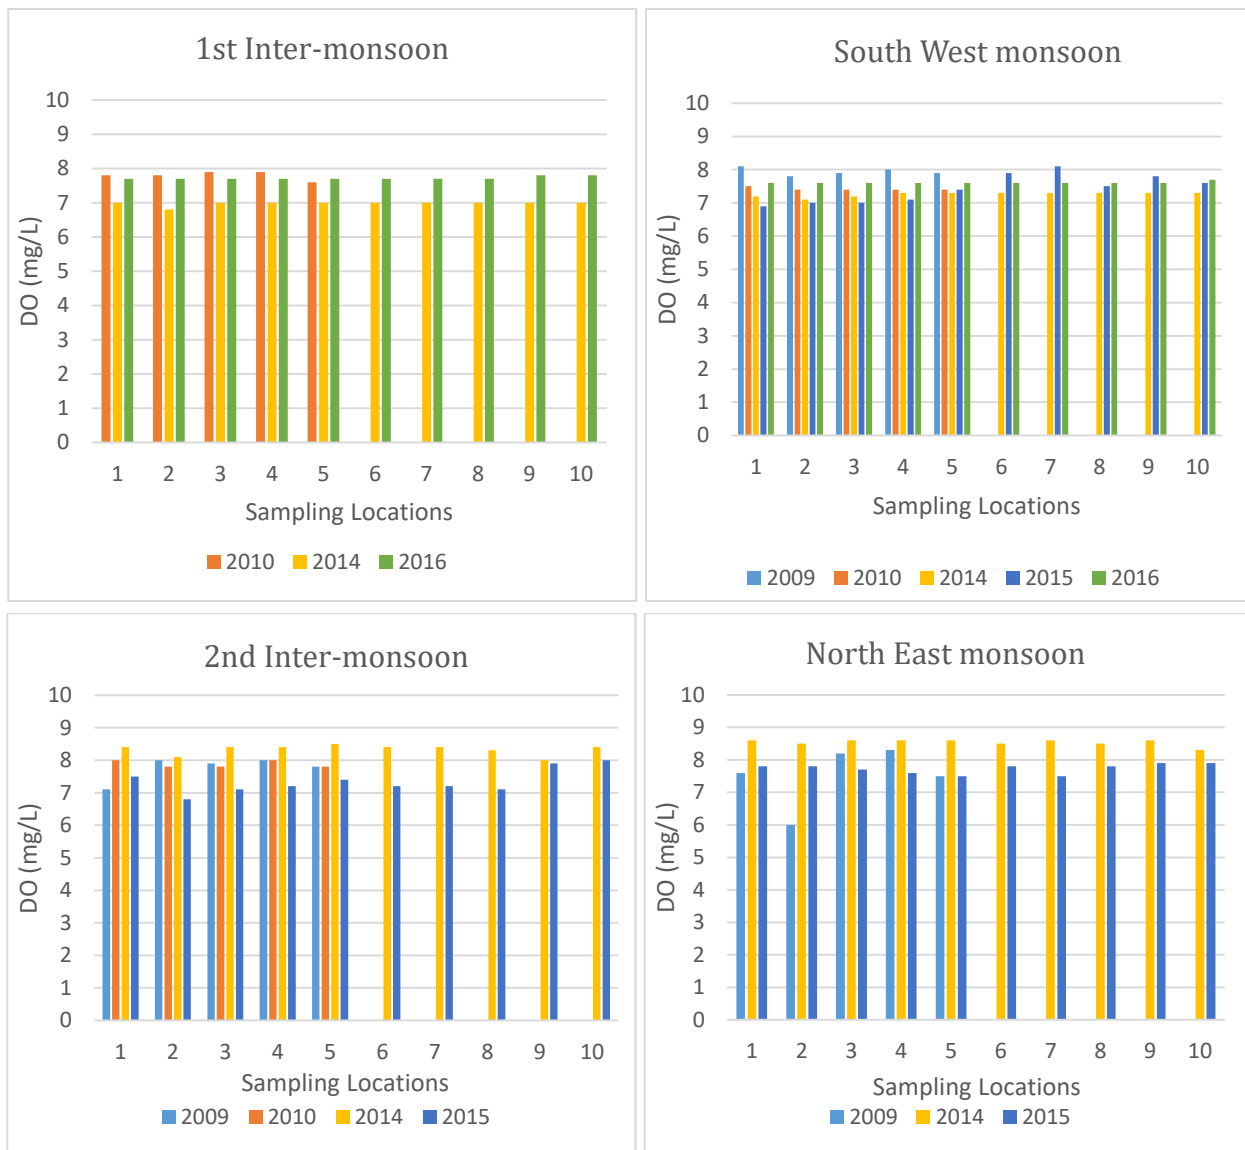 1st Inter-monsoon
10
9
8
7
6
5
4
3
2
1
0
DO (mg/L)
1 2 3 4 5 6 7 8 9 10
Sampling Locations
2010 2014 2016
South West monsoon
10
9
8
7
6
5
4
3
2
1
0
DO (mg/L)
1 2 3 4 5 6 7 8 9 10
Sampling Locations
2009 2010 2014 2015 2016
2nd Inter-monsoon
10
9
8
7
6
5
4
3
2
1
0
DO (mg/L)
1 2 3 4 5 6 7 8 9 10
Sampling Locations
2009 2010 2014 2015
North East monsoon
10
9
8
7
6
5
4
3
2
1
0
DO (mg/L)
1 2 3 4 5 6 7 8 9 10
Sampling Locations
2009 2014 2015